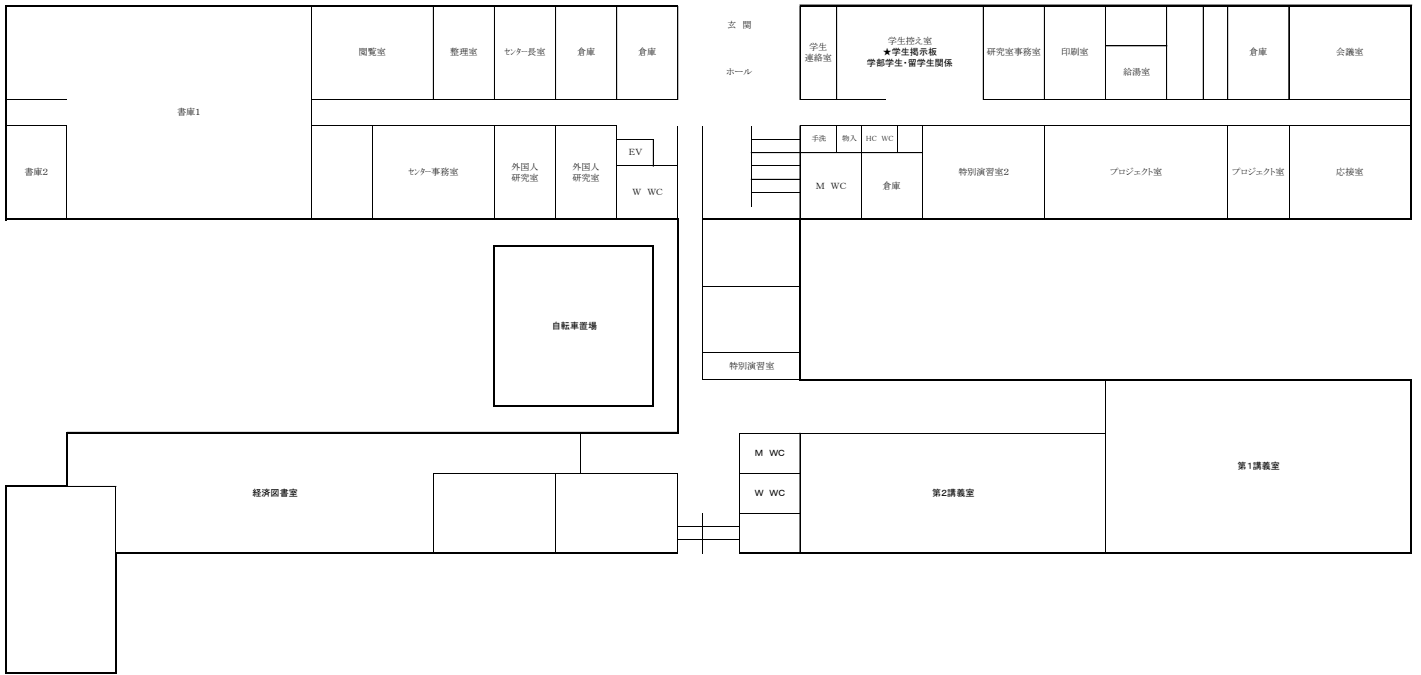 玄 関
ホール
閲覧室
整理室
センター長室
倉庫
倉庫
学生
連絡室
学生控え室
★学生掲示板
学部学生・留学生関係
研究室事務室
印刷室
給湯室
倉庫
会議室
書庫1
書庫2
センター事務室
外国人
研究室
外国人
研究室
EV
W WC
手洗
物入
HC WC
M WC
倉庫
特別演習室2
プロジェクト室
プロジェクト室
応接室
自転車置場
特別演習室
経済図書室
M WC
W WC
第2講義室
第1講義室